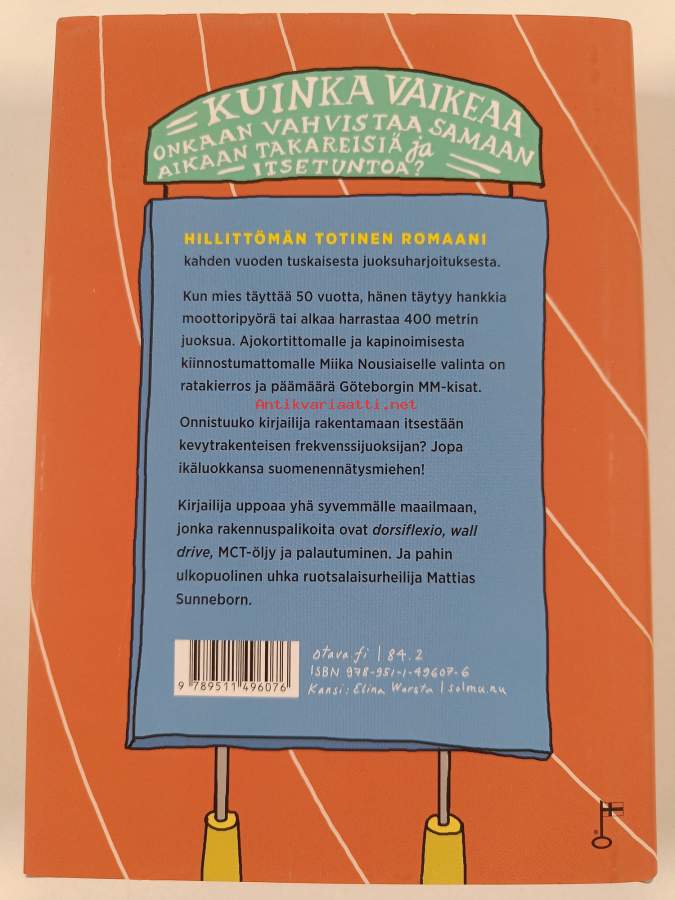 KUINKA VAIKEAA
ONKAAN VAHVISTAA SAMAAN
AIKAAN TAKAREISIÄ ja
ITSETUNTOA?
HILLITTÖMÄN TOTINEN ROMAANI
kahden vuoden tuskaisesta juoksuharjoituksesta.
Kun mies täyttää 50 vuotta, hänen täytyy hankkia
moottoripyörä tai alkaa harrastaa 400 metrin
juoksua. Ajokortittomalle ja kapinoimisesta
kiinnostumattomalle Miika Nousiaiselle valinta on
ratakierros ja päämäärä Göteborgin MM-kisat.
Antikvariaatti.net
Onnistuuko kirjailija rakentamaan itsestään
kevytrakenteisen frekvenssijuoksijan? Jopa
ikäluokkansa suomenennätysmiehen!
Kirjailija uppoaa yhä syvemmälle maailmaan,
jonka rakennuspalikoita ovat dorsiflexio, wall
drive, MCT-öljy ja palautuminen. Ja pahin
ulkopuolinen uhka ruotsalaisurheilija Mattias
Sunneborn.
otava.fi | 84.2
ISBN 978-951-1-49607-6
Kansi: Elina Warsta | solmu.nu
9 789511 496076